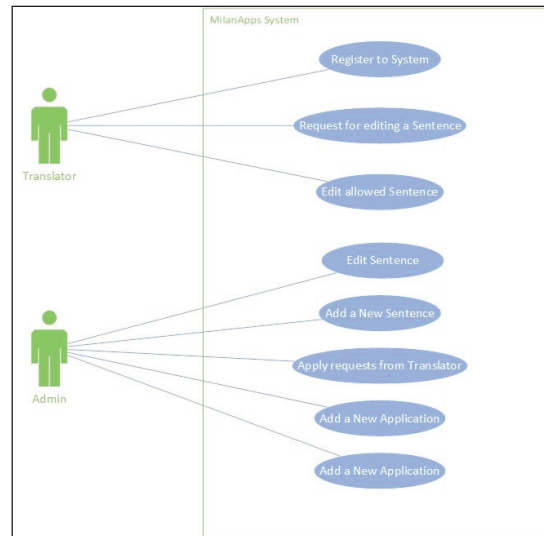 MilanApps System
Register to System
Request for editing a Sentence
Translator
Edit allowed Sentence
Edit Sentence
Add a New Sentence
Apply requests from Translator
Admin
Add a New Application
Add a New Application